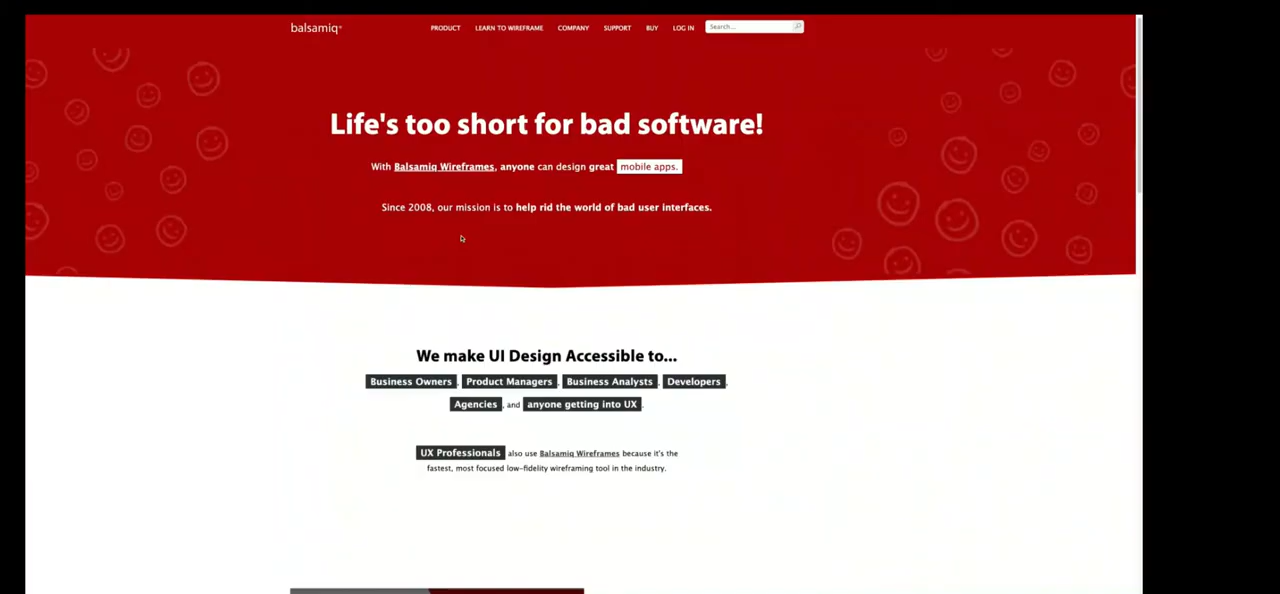 balsamiq®
PRODUCT LEARN TO WIREFRAME COMPANY SUPPORT BUY LOG IN Search...
Life's too short for bad software!
With Balsamiq Wireframes, anyone can design great mobile apps.
Since 2008, our mission is to help rid the world of bad user interfaces.
We make UI Design Accessible to...
Business Owners, Product Managers, Business Analysts, Developers,
Agencies, and anyone getting into UX.
UX Professionals also use Balsamiq Wireframes because it's the
fastest, most focused low-fidelity wireframing tool in the industry.